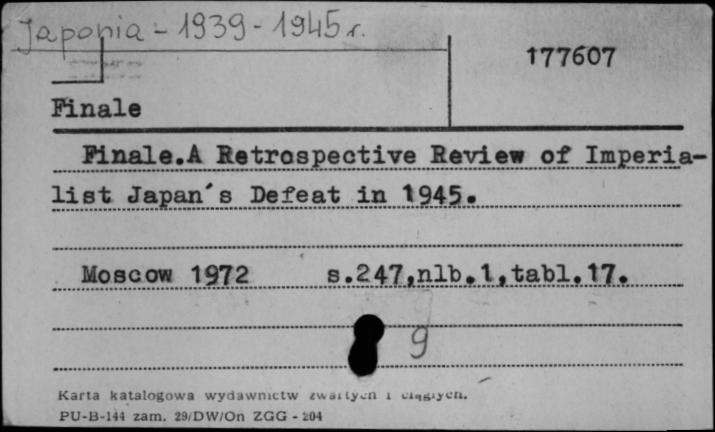 Japonia - 1939 - 1945 r.
177607
Finale
Finale.A Retrospective Review of Imperia-
list Japan´s Defeat in 1945.
Moscow 1972 s.247,nlb.1,tabl.17.
9
Karta katalogowa wydawnictw zwartych i ciągłych.
PU-B-144 zam. 29/DW/On ZGG - 204